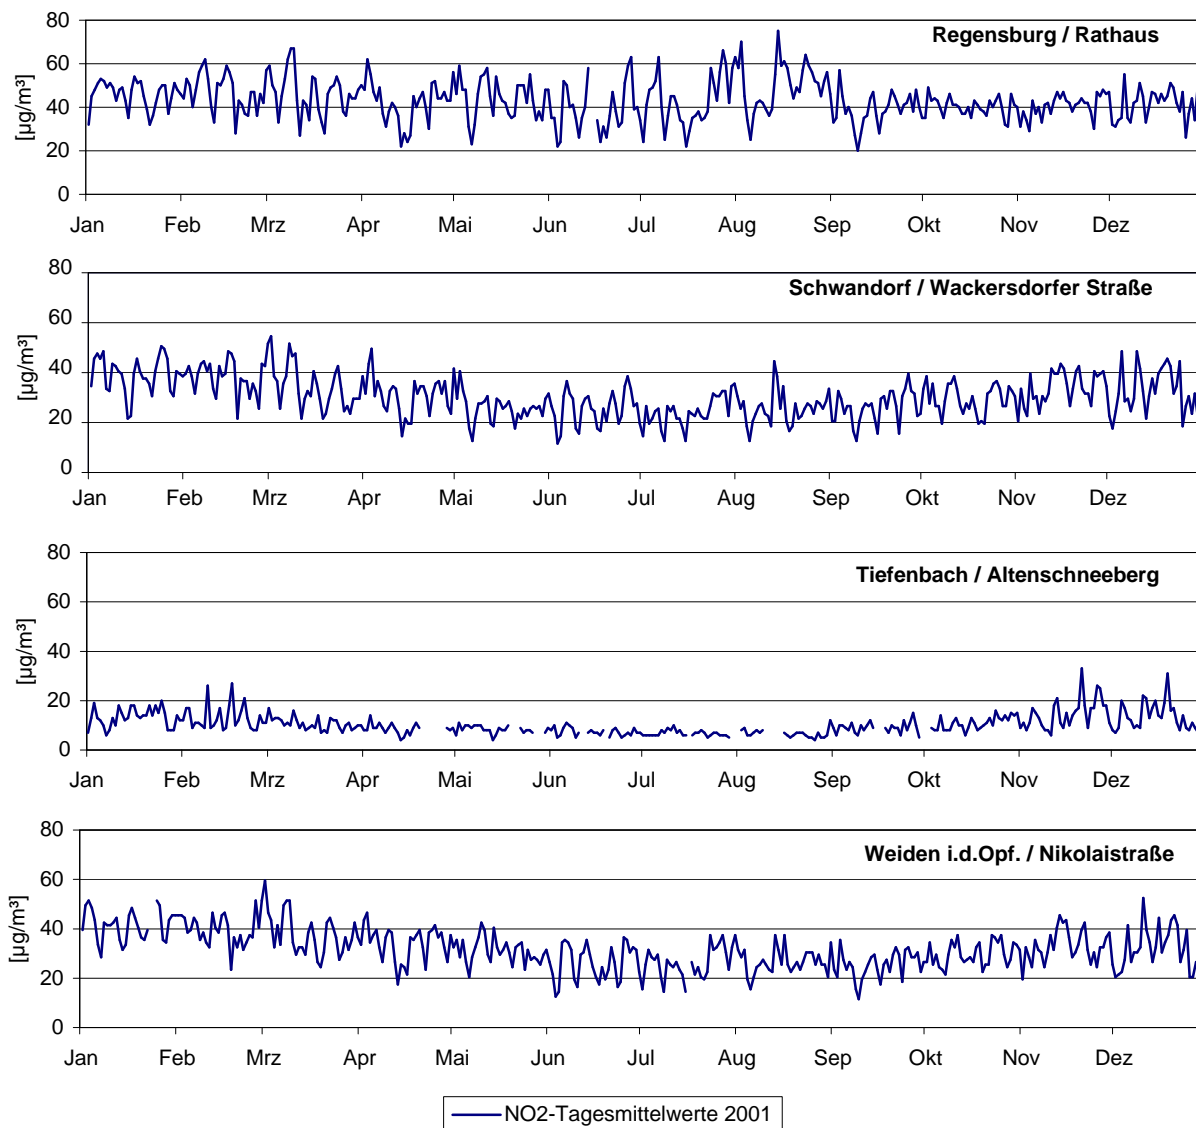 Regensburg / Rathaus
[µg/m³]
80
60
40
20
0
Jan Feb Mrz Apr Mai Jun Jul Aug Sep Okt Nov Dez
Schwandorf / Wackersdorfer Straße
[µg/m³]
80
60
40
20
0
Jan Feb Mrz Apr Mai Jun Jul Aug Sep Okt Nov Dez
Tiefenbach / Altenschneeberg
[µg/m³]
80
60
40
20
0
Jan Feb Mrz Apr Mai Jun Jul Aug Sep Okt Nov Dez
Weiden i.d.Opf. / Nikolaistraße
[µg/m³]
80
60
40
20
0
Jan Feb Mrz Apr Mai Jun Jul Aug Sep Okt Nov Dez
NO2-Tagesmittelwerte 2001